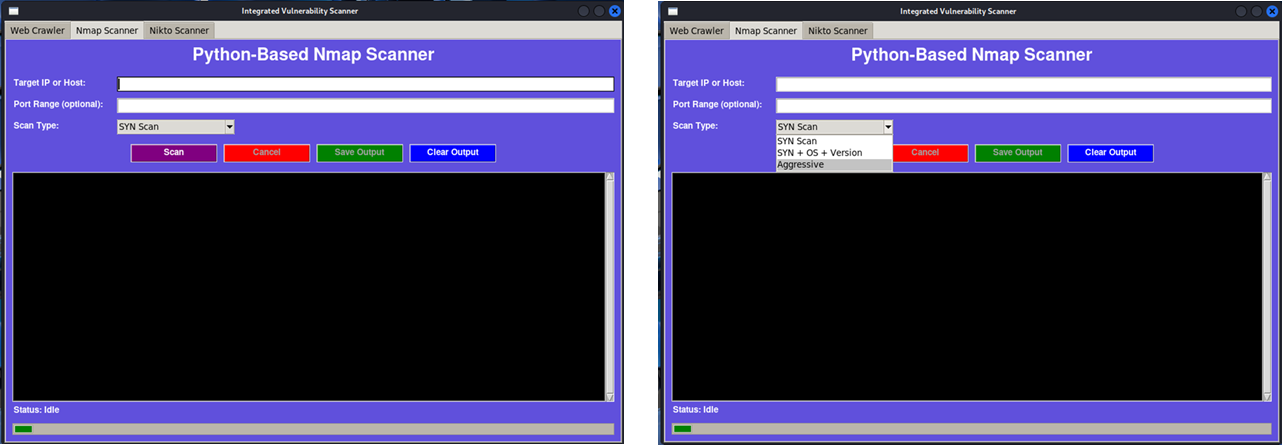 Integrated Vulnerability Scanner
Web Crawler Nmap Scanner Nikto Scanner
Python-Based Nmap Scanner
Target IP or Host:
Port Range (optional):
Scan Type: SYN Scan
Scan Cancel Save Output Clear Output
Status: Idle
Integrated Vulnerability Scanner
Web Crawler Nmap Scanner Nikto Scanner
Python-Based Nmap Scanner
Target IP or Host:
Port Range (optional):
Scan Type: SYN Scan
SYN Scan
SYN + OS + Version
Aggressive
Cancel Save Output Clear Output
Status: Idle